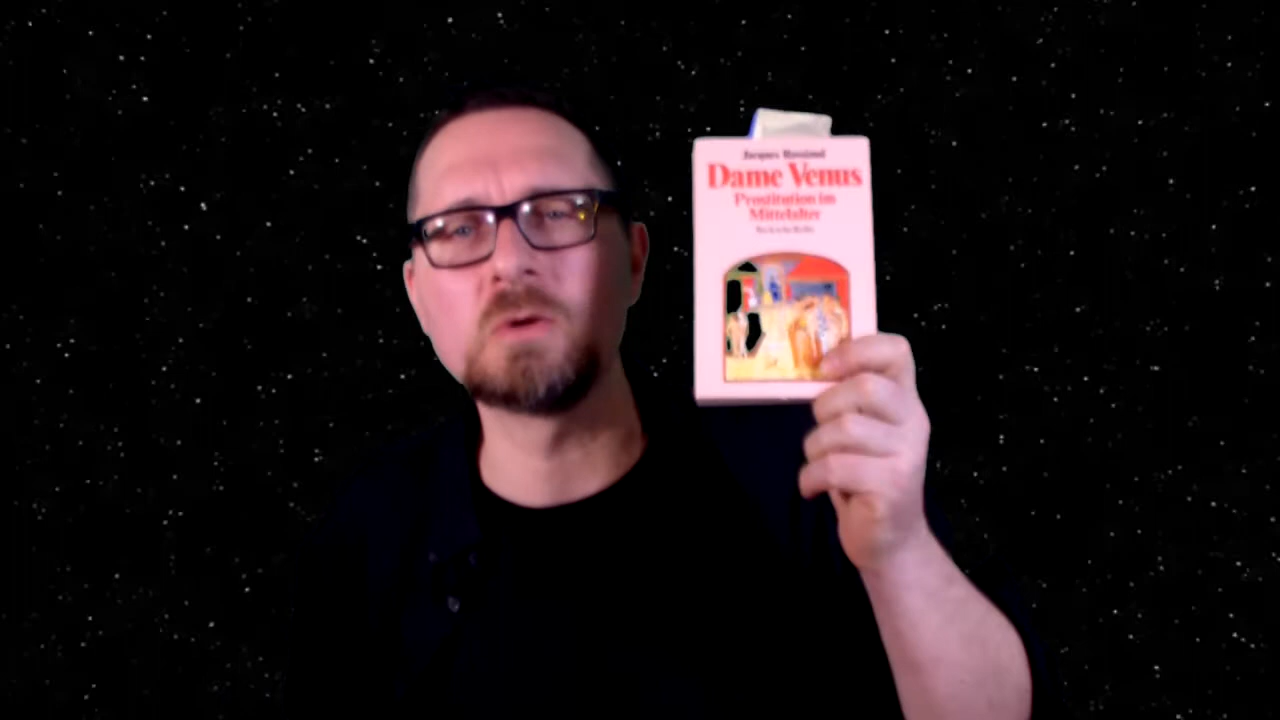 Jacques Rossiaud
Dame Venus
Prostitution im
Mittelalter